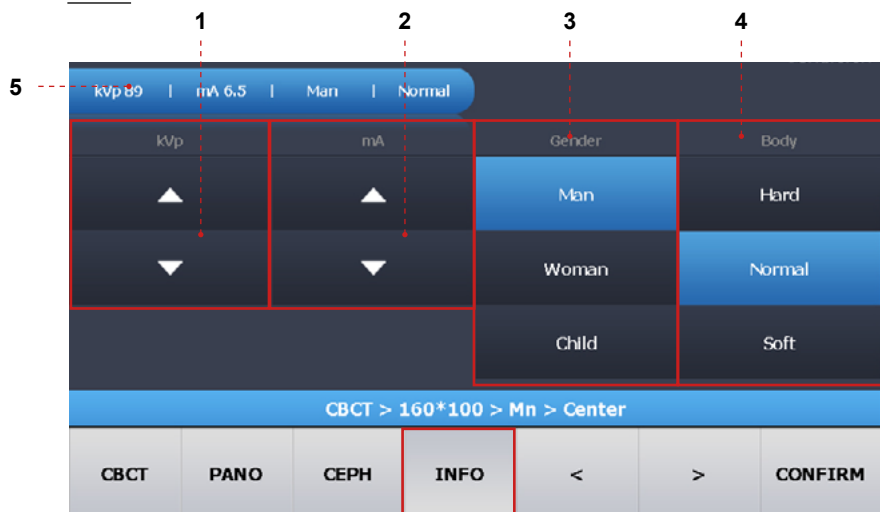 1 2 3 4
5 kVp 89 | mA 6.5 | Man | Normal
kVp mA Gender Body
Man Hard
Woman Normal
Child Soft
CBCT > 160*100 > Mn > Center
CBCT PANO CEPH INFO < > CONFIRM